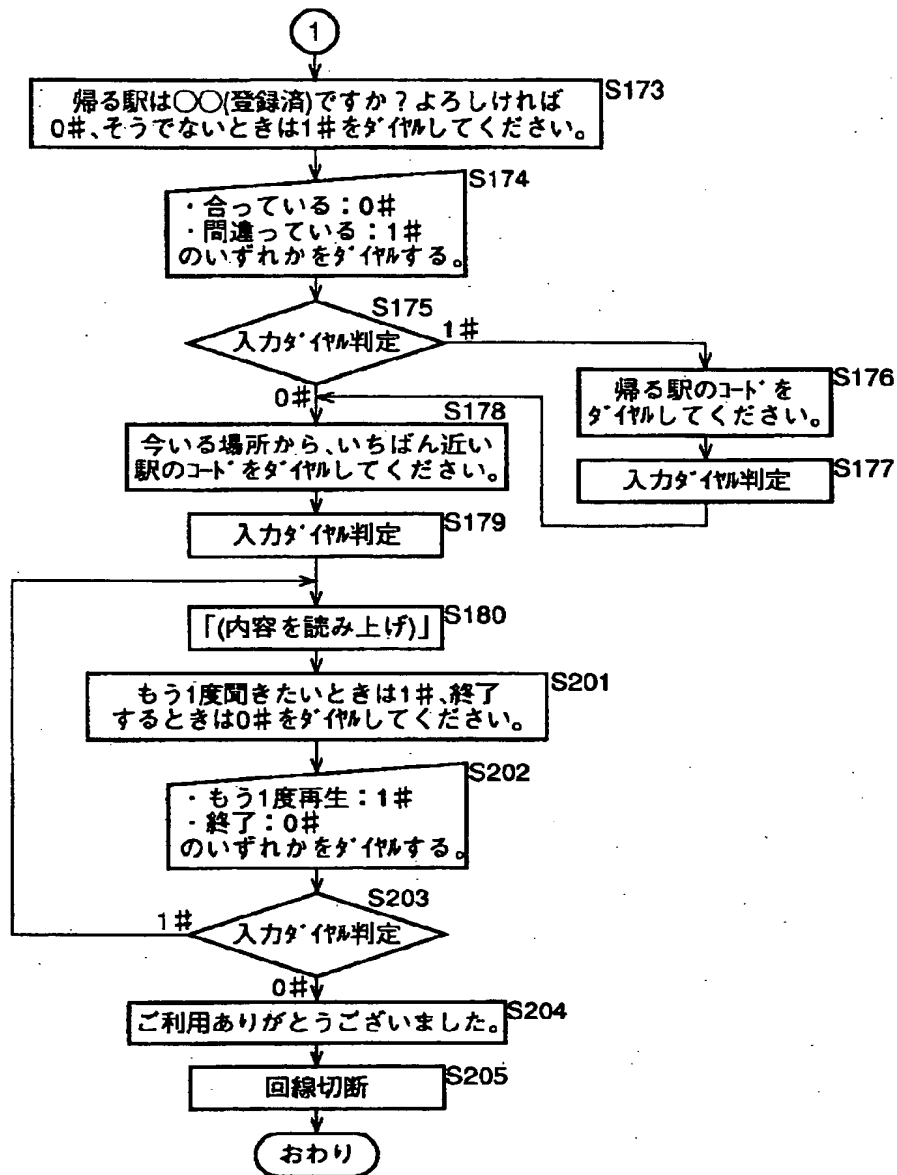 1
帰る駅は〇〇(登録済)ですか?よろしければ
0#、そうでないときは1#をダイヤルしてください。
S173
S174
・合っている:0#
・間違っている:1#
のいずれかをダイヤルする。
S175
入力ダイヤル判定
1#
0#
S176
帰る駅のコードを
ダイヤルしてください。
S177
入力ダイヤル判定
S178
今いる場所から、いちばん近い
駅のコードをダイヤルしてください。
S179
入力ダイヤル判定
S180
「(内容を読み上げ)」
S201
もう1度聞きたいときは1#、終了
するときは0#をダイヤルしてください。
S202
・もう1度再生:1#
・終了:0#
のいずれかをダイヤルする。
S203
1#
入力ダイヤル判定
0#
S204
ご利用ありがとうございました。
S205
回線切断
おわり